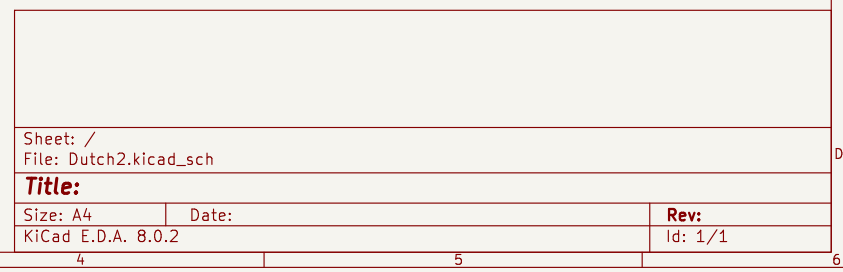 Sheet: /
File: Dutch2.kicad_sch
D
Title:
Size: A4 Date: Rev:
KiCad E.D.A. 8.0.2 Id: 1/1
4 5 6